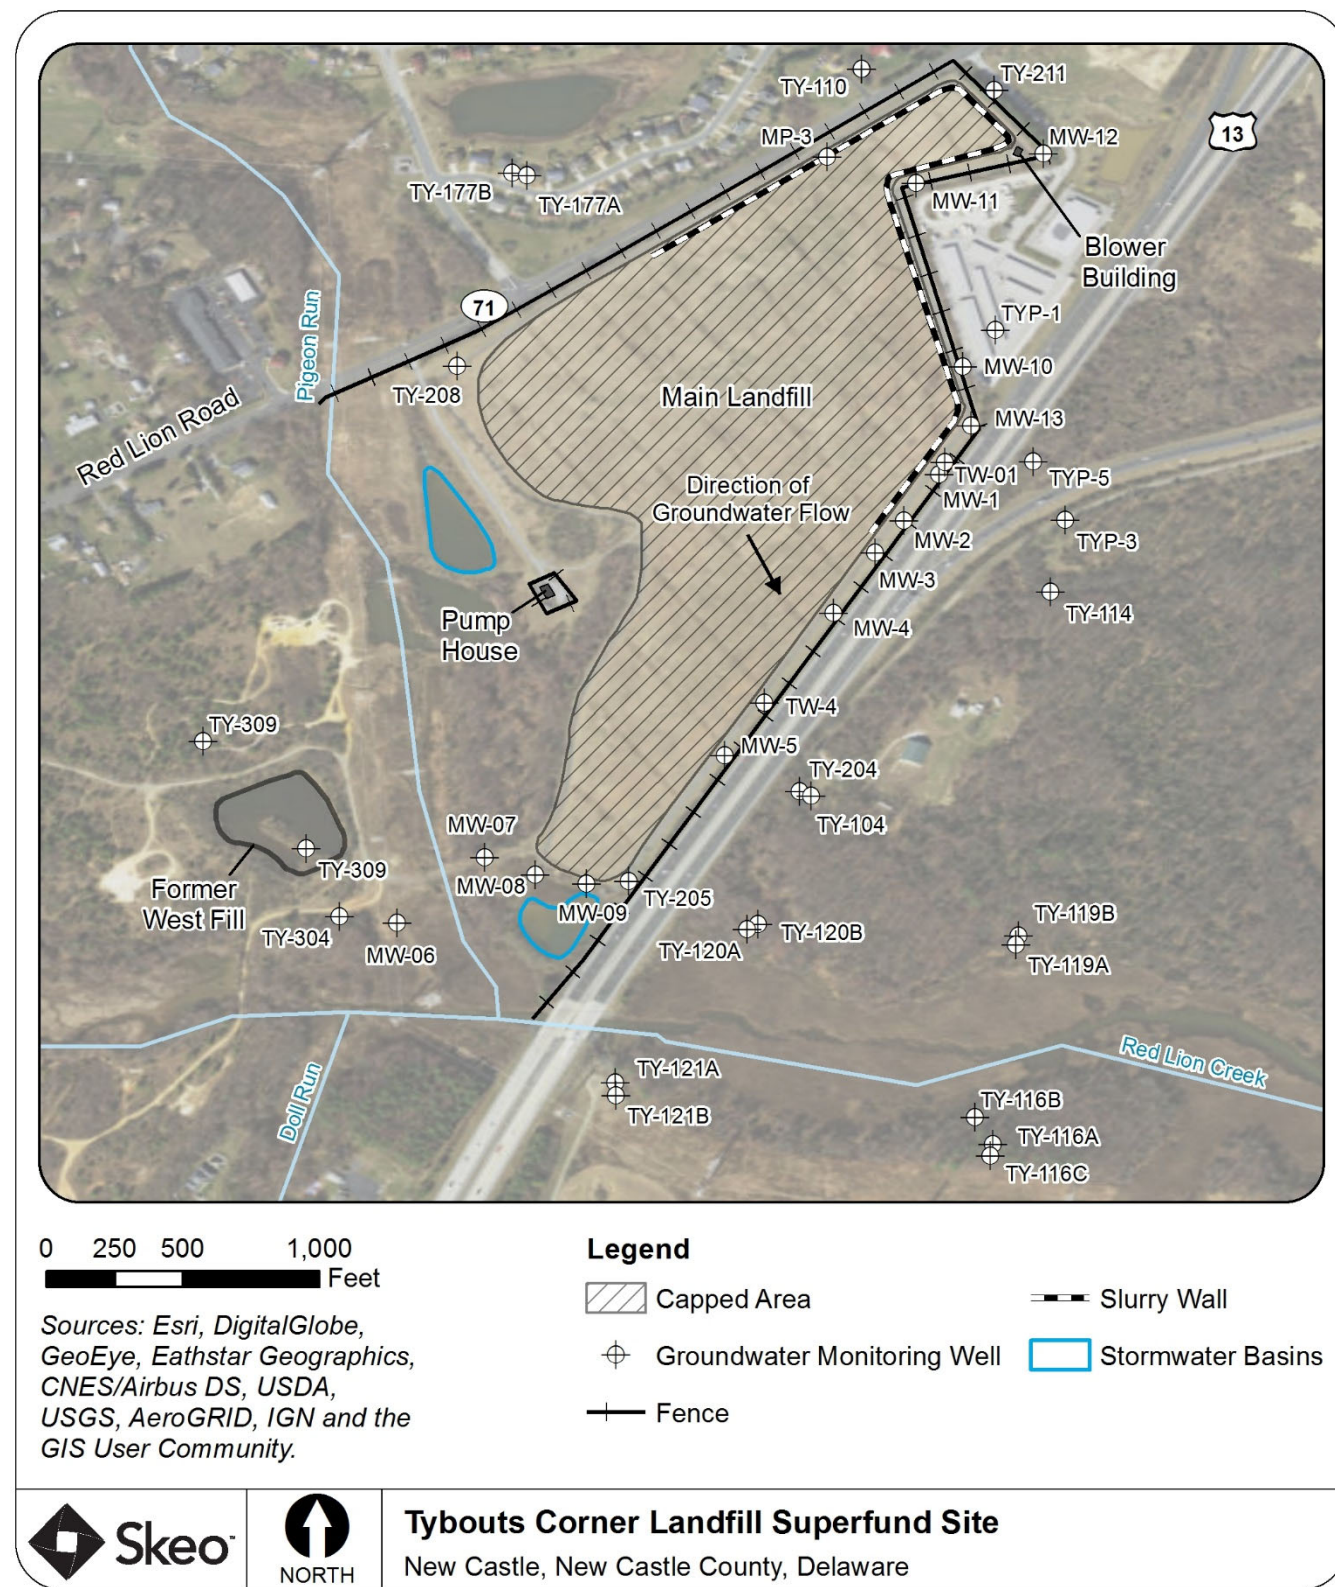 TY-110
TY-211
13
MP-3
MW-12
TY-177B
TY-177A
MW-11
Blower
Building
71
TYP-1
Pigeon Run
MW-10
TY-208
Main Landfill
Red Lion Road
MW-13
TW-01
TYP-5
MW-1
Direction of
Groundwater Flow
MW-2
TYP-3
MW-3
TY-114
Pump
House
MW-4
TW-4
TY-309
MW-5
TY-204
TY-104
MW-07
TY-309
MW-08
Former
West Fill
MW-09
TY-205
TY-304
MW-06
TY-120A
TY-120B
TY-119B
TY-119A
Red Lion Creek
TY-121A
TY-121B
Doll Run
TY-116B
TY-116A
TY-116C
0 250 500 1,000
Feet
Sources: Esri, DigitalGlobe,
GeoEye, Eathstar Geographics,
CNES/Airbus DS, USDA,
USGS, AeroGRID, IGN and the
GIS User Community.
Legend
Capped Area
Slurry Wall
Groundwater Monitoring Well
Stormwater Basins
Fence
Skeo
NORTH
Tybouts Corner Landfill Superfund Site
New Castle, New Castle County, Delaware